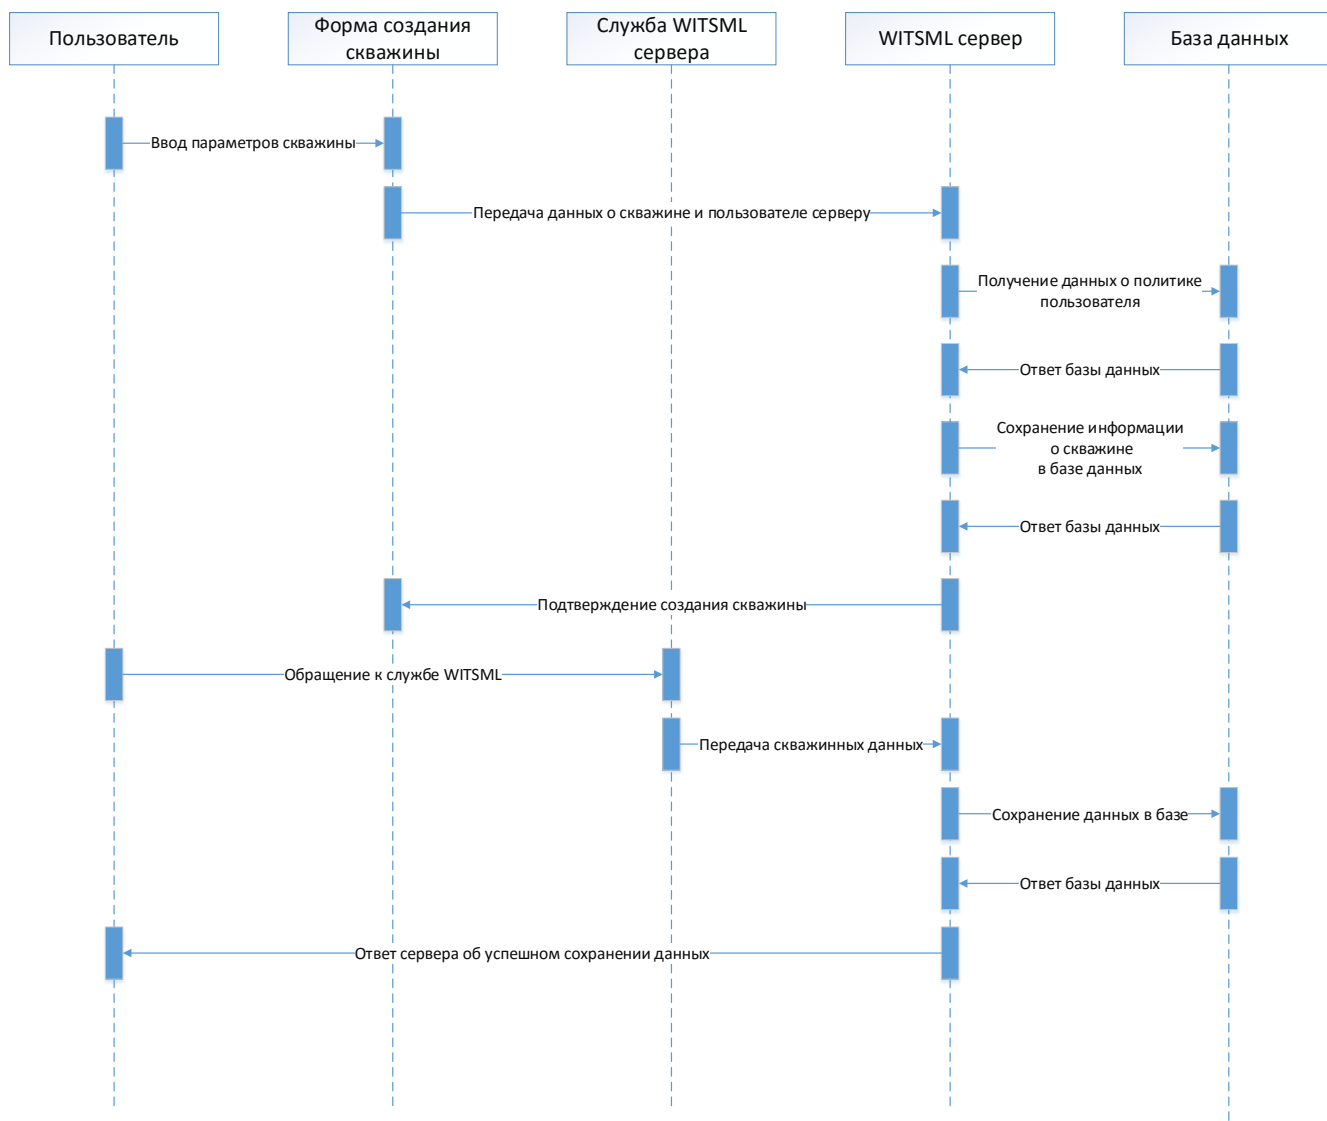 Пользователь
Форма создания
скважины
Служба WITSML
сервера
WITSML сервер
База данных
Ввод параметров скважины
Передача данных о скважине и пользователе серверу
Получение данных о политике
пользователя
Ответ базы данных
Сохранение информации
о скважине
в базе данных
Ответ базы данных
Подтверждение создания скважины
Обращение к службе WITSML
Передача скважинных данных
Сохранение данных в базе
Ответ базы данных
Ответ сервера об успешном сохранении данных